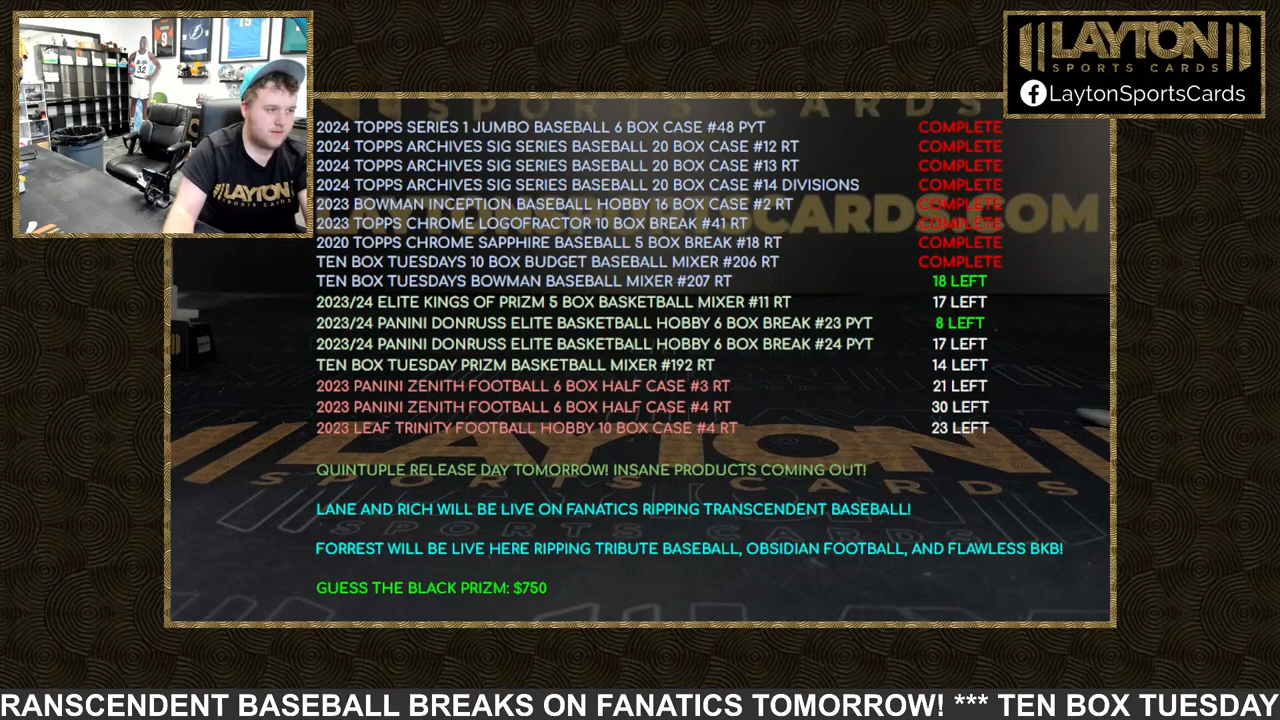 LAYTON
SPORTS CARDS
LaytonSportsCards
SPORTS CARDS
2024 TOPPS SERIES 1 JUMBO BASEBALL 6 BOX CASE #48 PYT COMPLETE
2024 TOPPS ARCHIVES SIG SERIES BASEBALL 20 BOX CASE #12 RT COMPLETE
2024 TOPPS ARCHIVES SIG SERIES BASEBALL 20 BOX CASE #13 RT COMPLETE
2024 TOPPS ARCHIVES SIG SERIES BASEBALL 20 BOX CASE #14 DIVISIONS COMPLETE
2023 BOWMAN INCEPTION BASEBALL HOBBY 16 BOX CASE #2 RT COMPLETE
2023 TOPPS CHROME LOGOFRACTOR 10 BOX BREAK #41 RT COMPLETE
2020 TOPPS CHROME SAPPHIRE BASEBALL 5 BOX BREAK #18 RT COMPLETE
TEN BOX TUESDAYS 10 BOX BUDGET BASEBALL MIXER #206 RT COMPLETE
TEN BOX TUESDAYS BOWMAN BASEBALL MIXER #207 RT 18 LEFT
2023/24 ELITE KINGS OF PRIZM 5 BOX BASKETBALL MIXER #11 RT 17 LEFT
2023/24 PANINI DONRUSS ELITE BASKETBALL HOBBY 6 BOX BREAK #23 PYT 8 LEFT
2023/24 PANINI DONRUSS ELITE BASKETBALL HOBBY 6 BOX BREAK #24 PYT 17 LEFT
TEN BOX TUESDAY PRIZM BASKETBALL MIXER #192 RT 14 LEFT
2023 PANINI ZENITH FOOTBALL 6 BOX HALF CASE #3 RT 21 LEFT
2023 PANINI ZENITH FOOTBALL 6 BOX HALF CASE #4 RT 30 LEFT
2023 LEAF TRINITY FOOTBALL HOBBY 10 BOX CASE #4 RT 23 LEFT
QUINTUPLE RELEASE DAY TOMORROW! INSANE PRODUCTS COMING OUT!
LANE AND RICH WILL BE LIVE ON FANATICS RIPPING TRANSCENDENT BASEBALL!
FORREST WILL BE LIVE HERE RIPPING TRIBUTE BASEBALL, OBSIDIAN FOOTBALL, AND FLAWLESS BKB!
GUESS THE BLACK PRIZM: $750
RANSCENDENT BASEBALL BREAKS ON FANATICS TOMORROW! *** TEN BOX TUESDAY